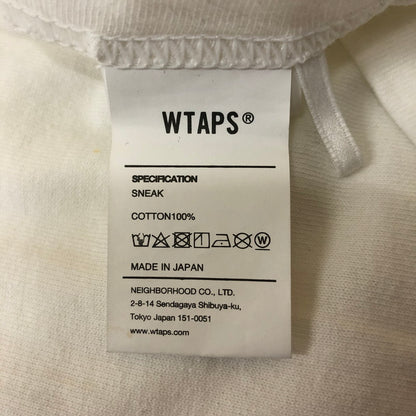 WTAPS®
SPECIFICATION
SNEAK
COTTON100%
W
MADE IN JAPAN
NEIGHBORHOOD CO., LTD.
2-8-14 Sendagaya Shibuya-ku,
Tokyo Japan 151-0051
www.wtaps.com